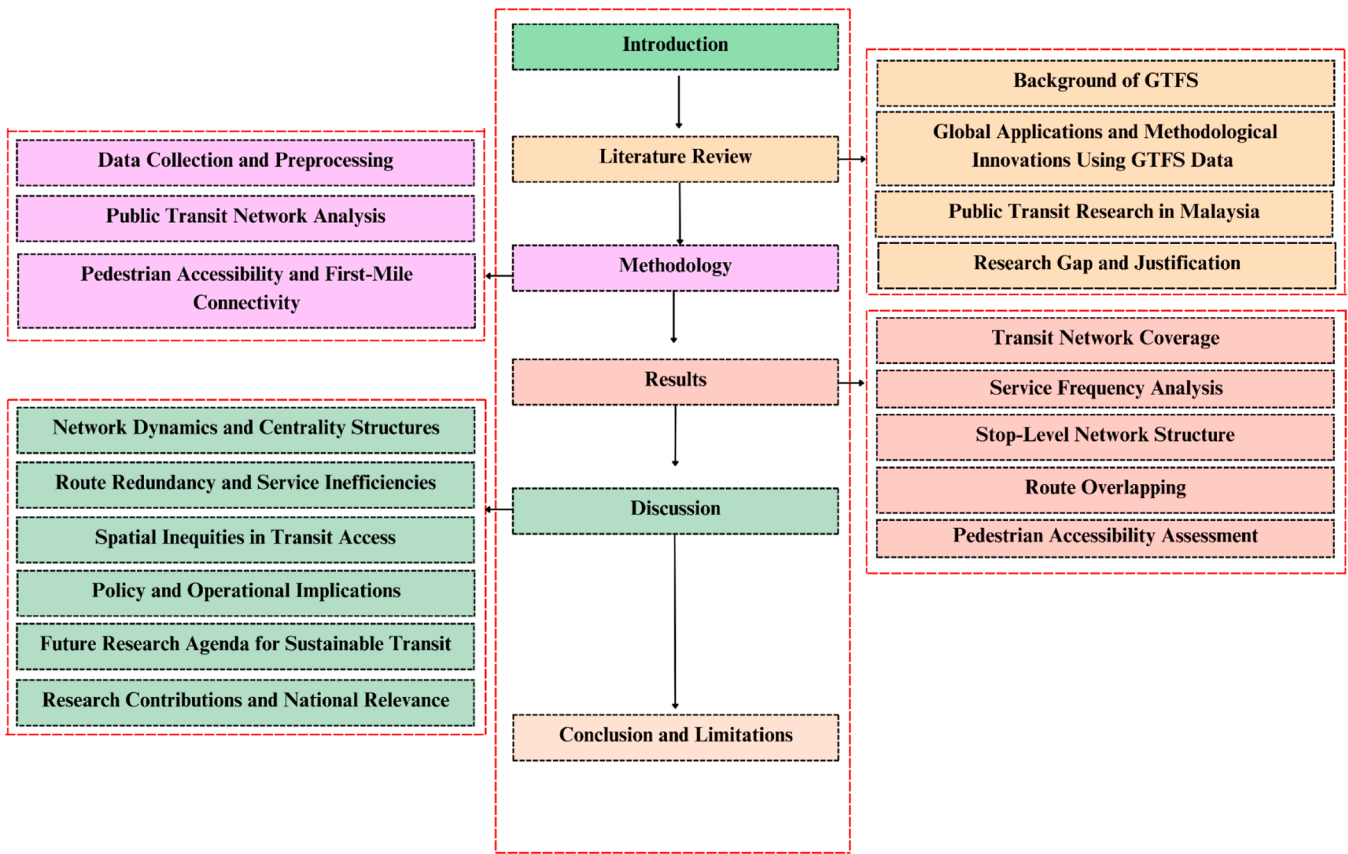 Introduction
Literature Review
Background of GTFS
Global Applications and Methodological
Innovations Using GTFS Data
Public Transit Research in Malaysia
Research Gap and Justification
Methodology
Data Collection and Preprocessing
Public Transit Network Analysis
Pedestrian Accessibility and First-Mile
Connectivity
Results
Transit Network Coverage
Service Frequency Analysis
Stop-Level Network Structure
Route Overlapping
Pedestrian Accessibility Assessment
Discussion
Network Dynamics and Centrality Structures
Route Redundancy and Service Inefficiencies
Spatial Inequities in Transit Access
Policy and Operational Implications
Future Research Agenda for Sustainable Transit
Research Contributions and National Relevance
Conclusion and Limitations